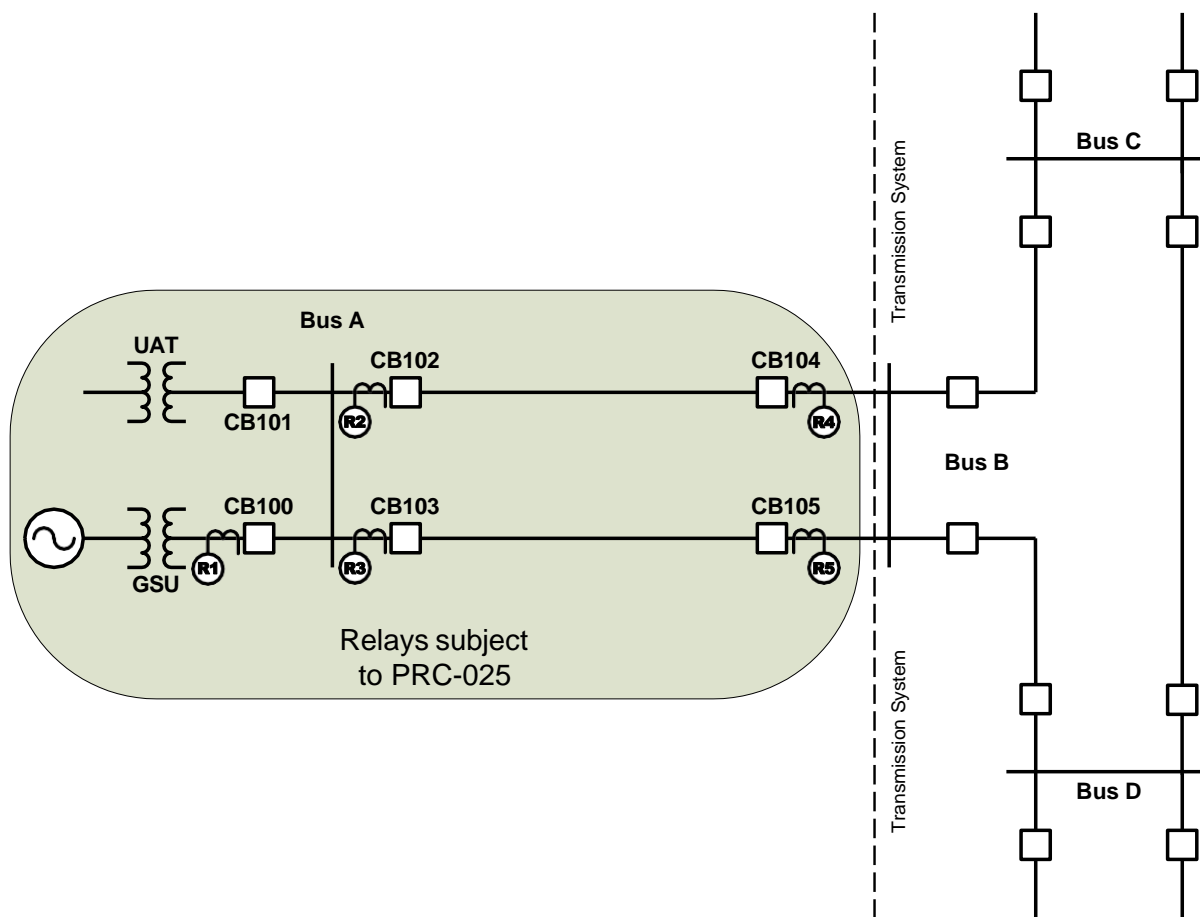 Bus C
Transmission System
Bus A
UAT
CB102
CB104
CB101
R2
R4
Bus B
CB100
CB103
CB105
R1
R3
R5
GSU
Relays subject
to PRC-025
Transmission System
Bus D